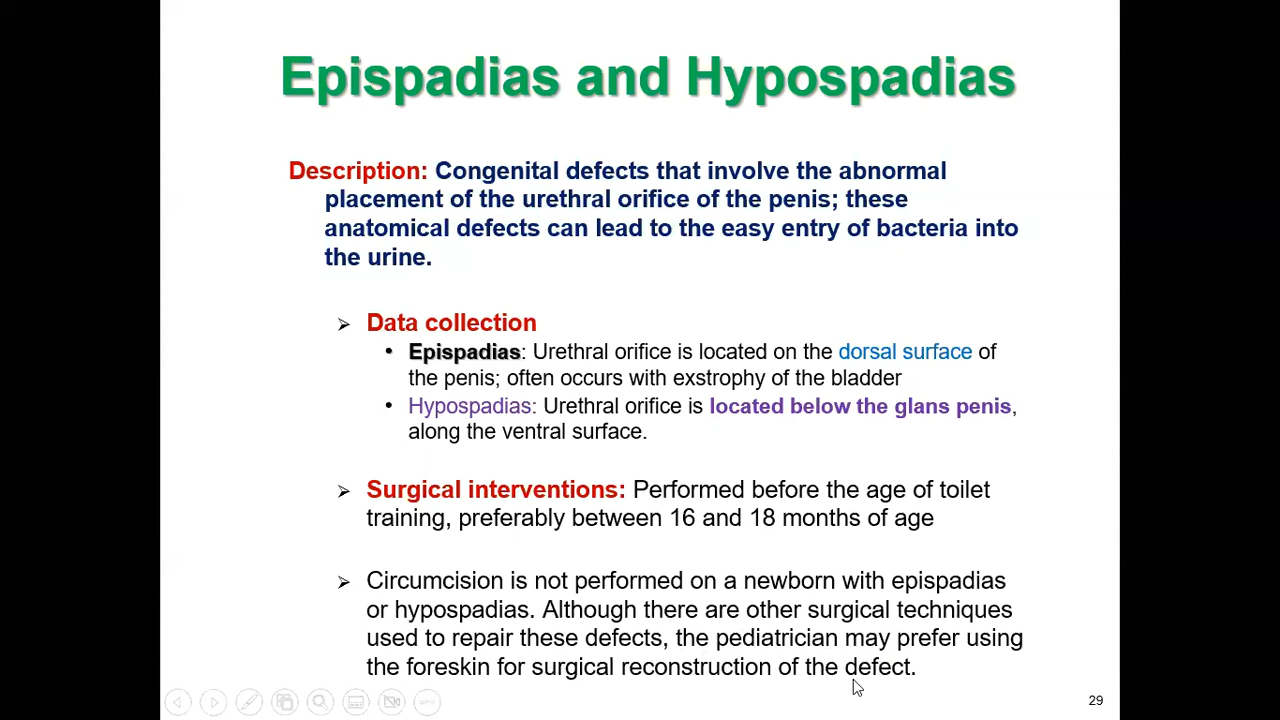 Epispadias and Hypospadias
Description: Congenital defects that involve the abnormal
placement of the urethral orifice of the penis; these
anatomical defects can lead to the easy entry of bacteria into
the urine.
➢ Data collection
• Epispadias: Urethral orifice is located on the dorsal surface of
the penis; often occurs with exstrophy of the bladder
• Hypospadias: Urethral orifice is located below the glans penis,
along the ventral surface.
➢ Surgical interventions: Performed before the age of toilet
training, preferably between 16 and 18 months of age
➢ Circumcision is not performed on a newborn with epispadias
or hypospadias. Although there are other surgical techniques
used to repair these defects, the pediatrician may prefer using
the foreskin for surgical reconstruction of the defect.
29